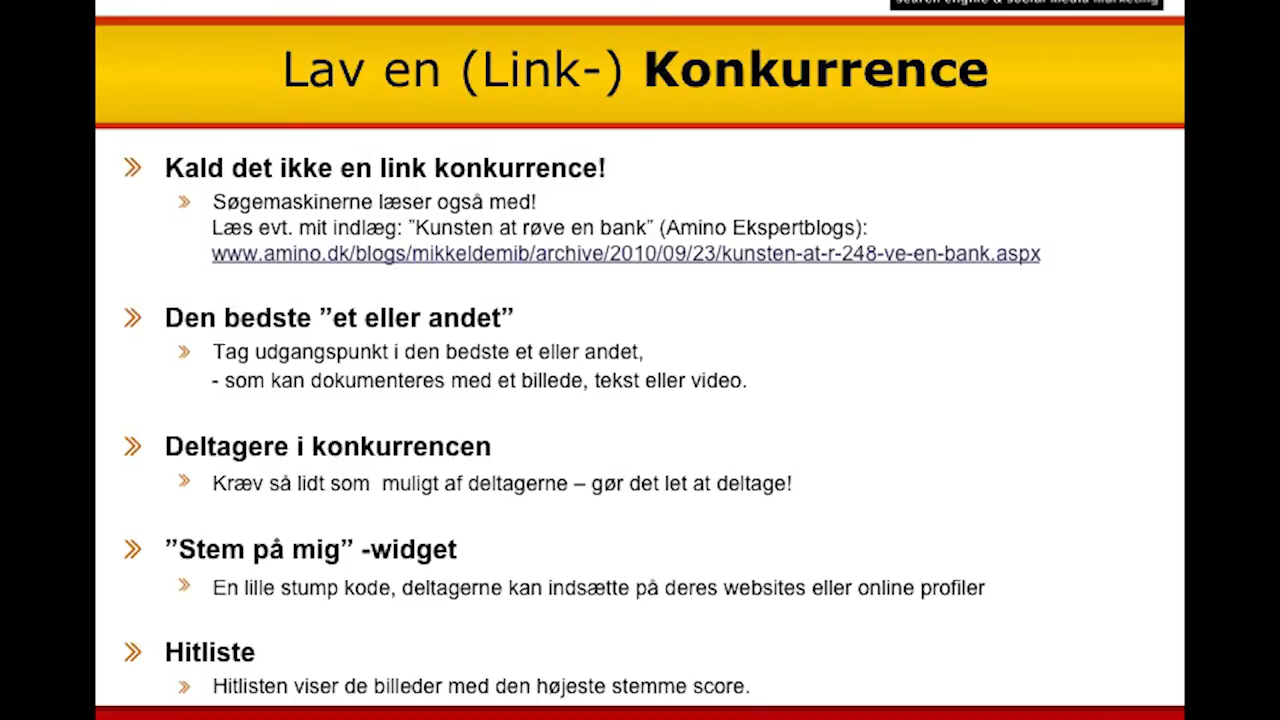 search engine & social media marketing
Lav en (Link-) Konkurrence
Kald det ikke en link konkurrence!
Søgemaskinerne læser også med!
Læs evt. mit indlæg: ”Kunsten at røve en bank” (Amino Ekspertblogs):
www.amino.dk/blogs/mikkeldemib/archive/2010/09/23/kunsten-at-r-248-ve-en-bank.aspx
Den bedste ”et eller andet”
Tag udgangspunkt i den bedste et eller andet,
- som kan dokumenteres med et billede, tekst eller video.
Deltagere i konkurrencen
Kræv så lidt som muligt af deltagerne – gør det let at deltage!
”Stem på mig” -widget
En lille stump kode, deltagerne kan indsætte på deres websites eller online profiler
Hitliste
Hitlisten viser de billeder med den højeste stemme score.